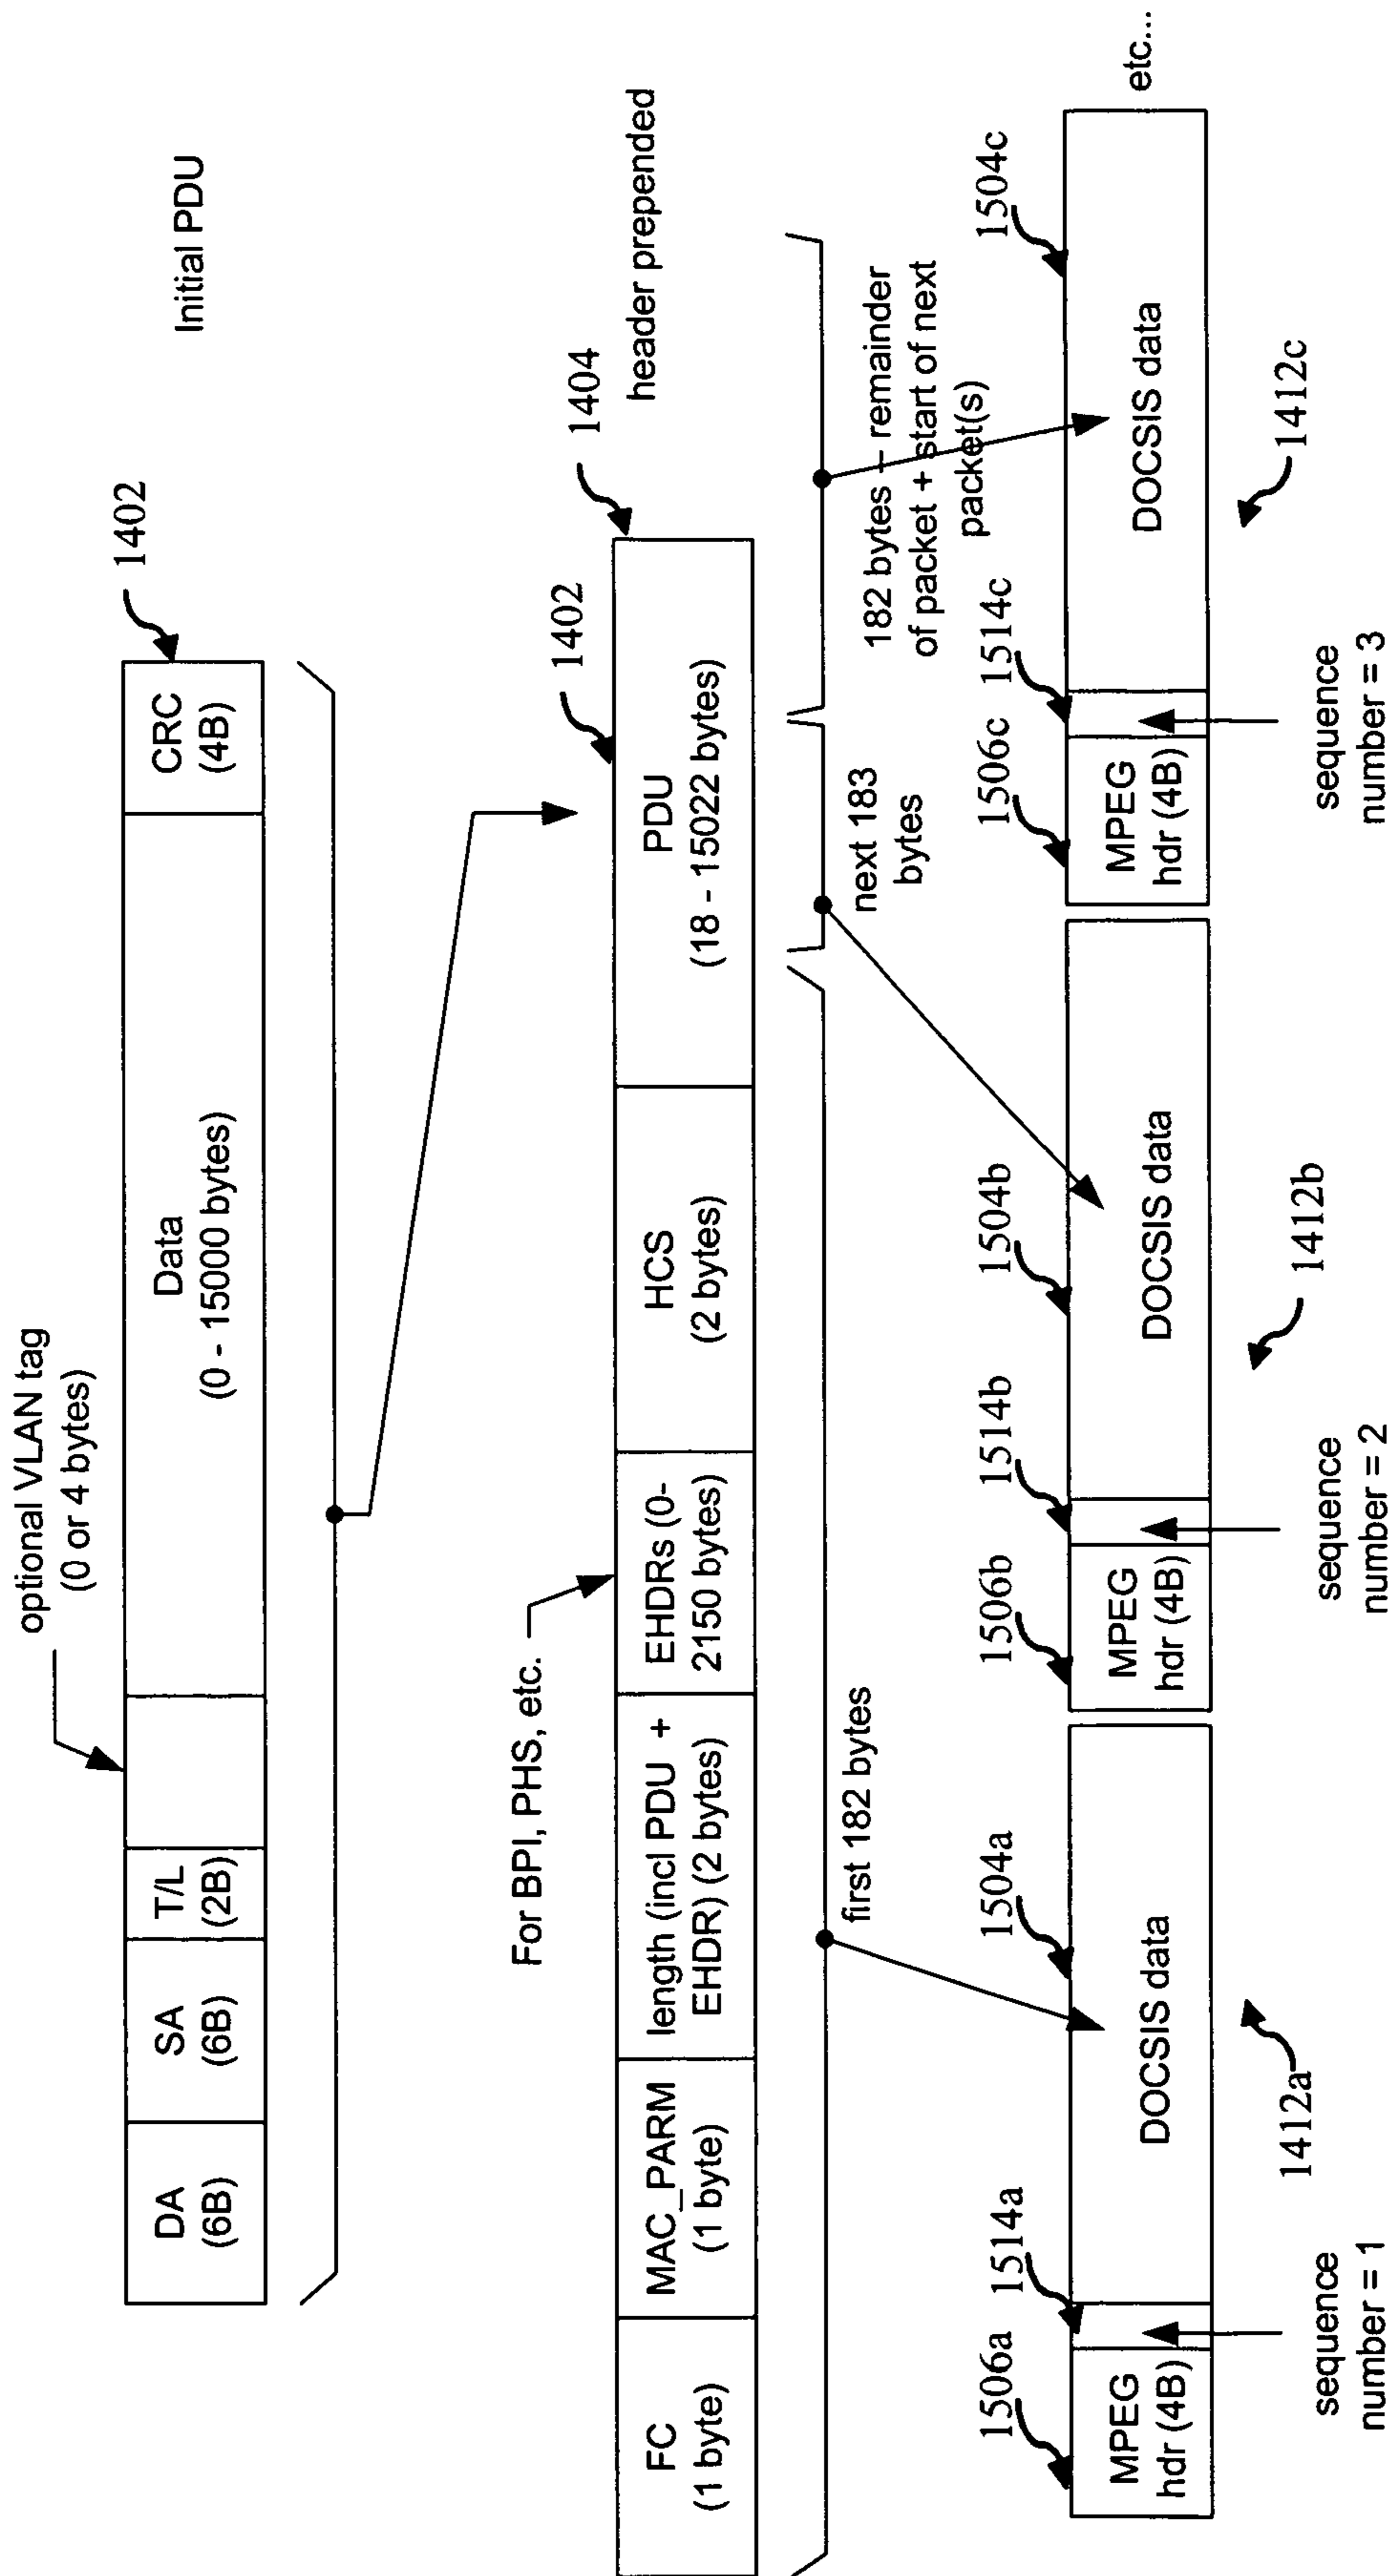 optional VLAN tag
(0 or 4 bytes)
1402
DA
(6B)
SA
(6B)
T/L
(2B)
Data
(0 - 15000 bytes)
CRC
(4B)
Initial PDU
For BPI, PHS, etc.
1402
1404
header prepended
FC
(1 byte)
MAC_PARM
(1 byte)
length (incl PDU +
EHDR) (2 bytes)
EHDRs (0-
2150 bytes)
HCS
(2 bytes)
PDU
(18 - 15022 bytes)
first 182 bytes
next 183
bytes
182 bytes – remainder
of packet + start of next
packet(s)
1506a
1514a
1504a
1506b
1514b
1504b
1506c
1514c
1504c
MPEG
hdr (4B)
DOCSIS data
MPEG
hdr (4B)
DOCSIS data
MPEG
hdr (4B)
DOCSIS data
etc...
sequence
number = 1
1412a
sequence
number = 2
1412b
sequence
number = 3
1412c